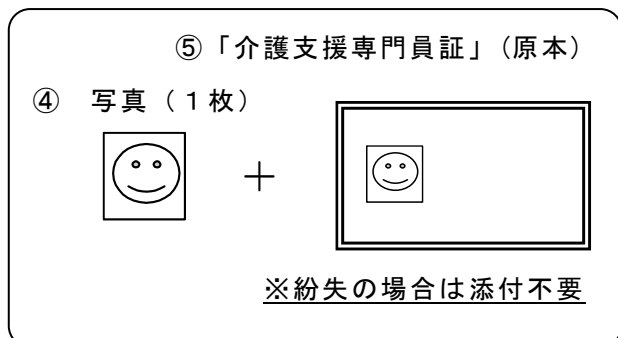 ⑤「介護支援専門員証」（原本）
④ 写真（１枚）
＋
※紛失の場合は添付不要